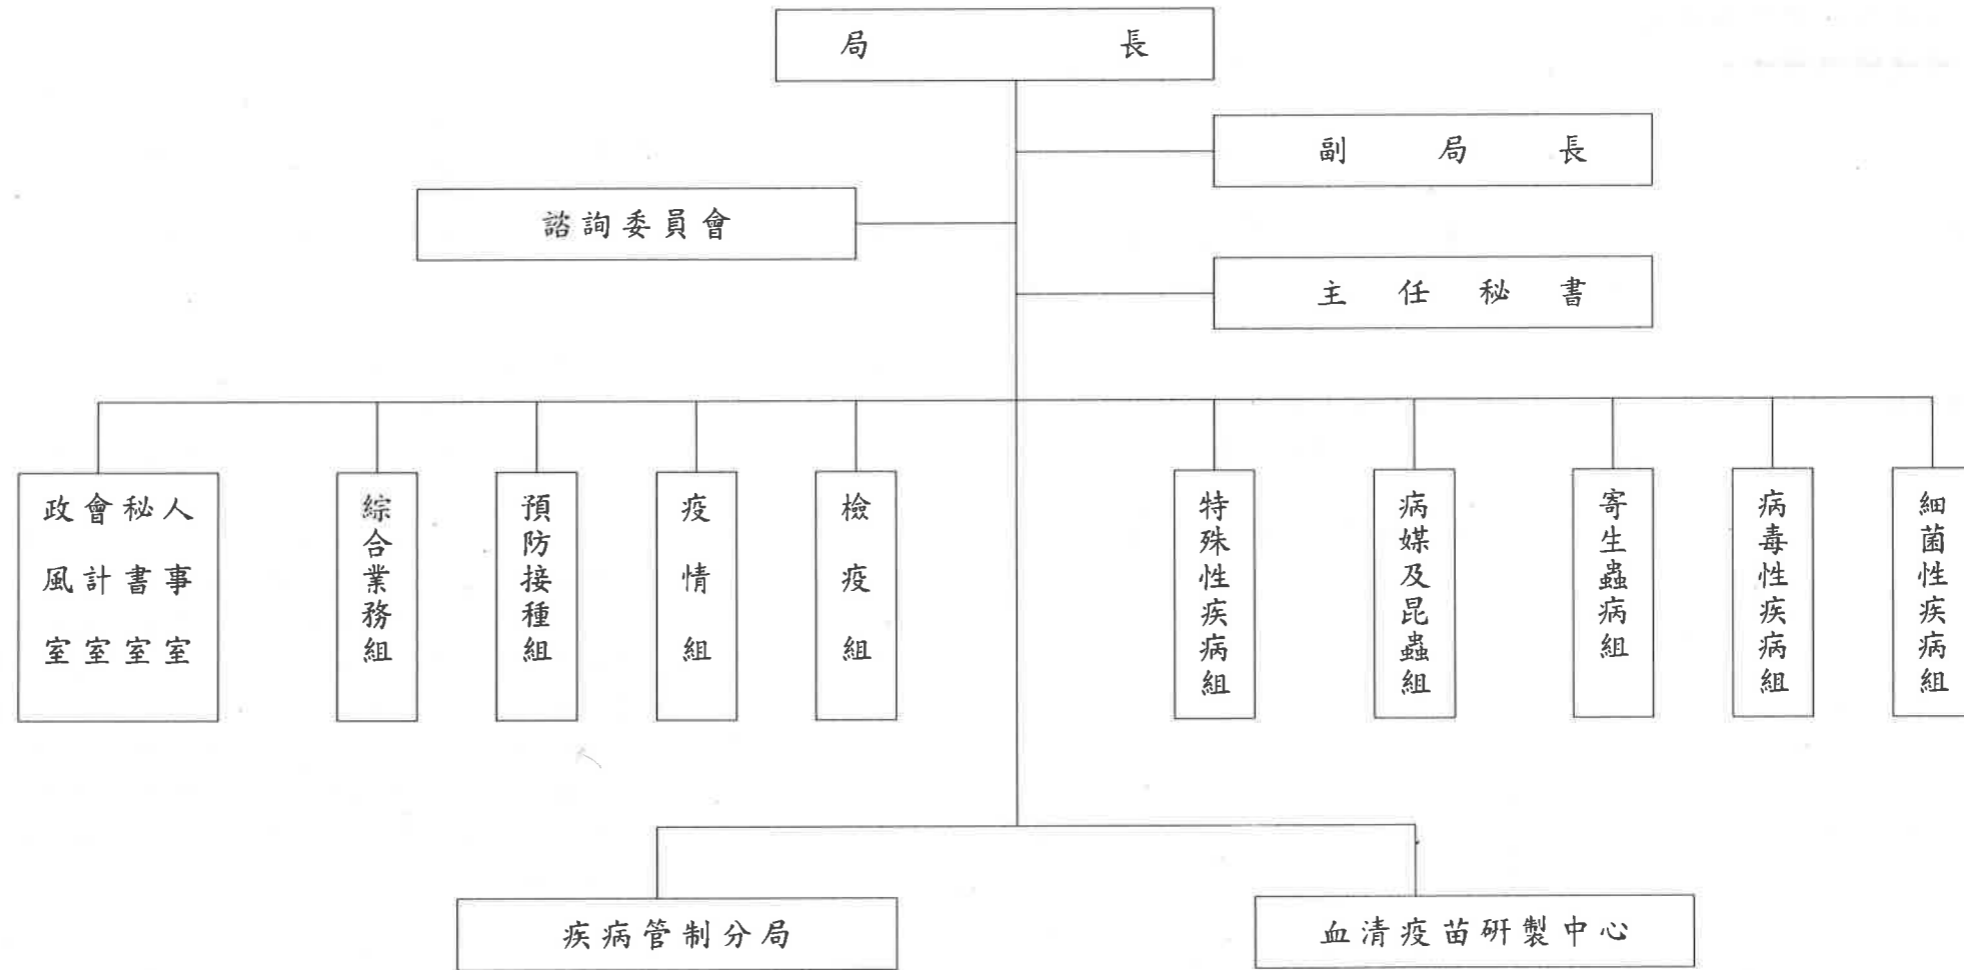 局長
副局長
諮詢委員會
主任秘書
人事室
秘書室
會計室
政風室
綜合業務組
預防接種組
疫情組
檢疫組
特殊性疾病組
病媒及昆蟲組
寄生蟲病組
病毒性疾病組
細菌性疾病組
疾病管制分局
血清疫苗研製中心